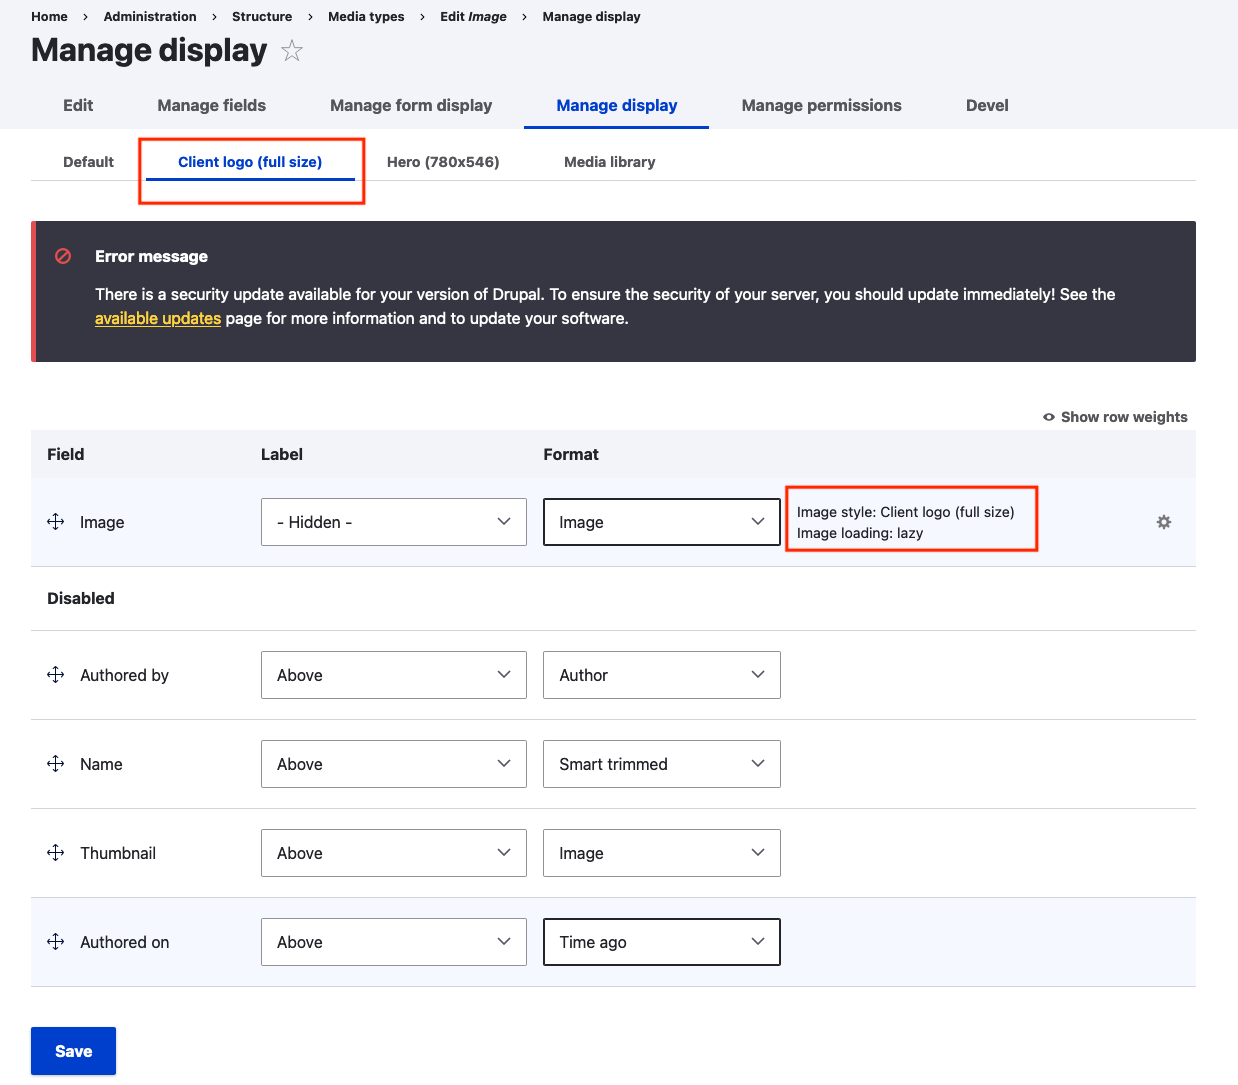 Home > Administration > Structure > Media types > Edit Image > Manage display
Manage display
Edit Manage fields Manage form display Manage display Manage permissions Devel
Default Client logo (full size) Hero (780x546) Media library
Error message
There is a security update available for your version of Drupal. To ensure the security of your server, you should update immediately! See the
available updates page for more information and to update your software.
Show row weights
Field Label Format
Image - Hidden - Image Image style: Client logo (full size)
Image loading: lazy
Disabled
Authored by Above Author
Name Above Smart trimmed
Thumbnail Above Image
Authored on Above Time ago
Save